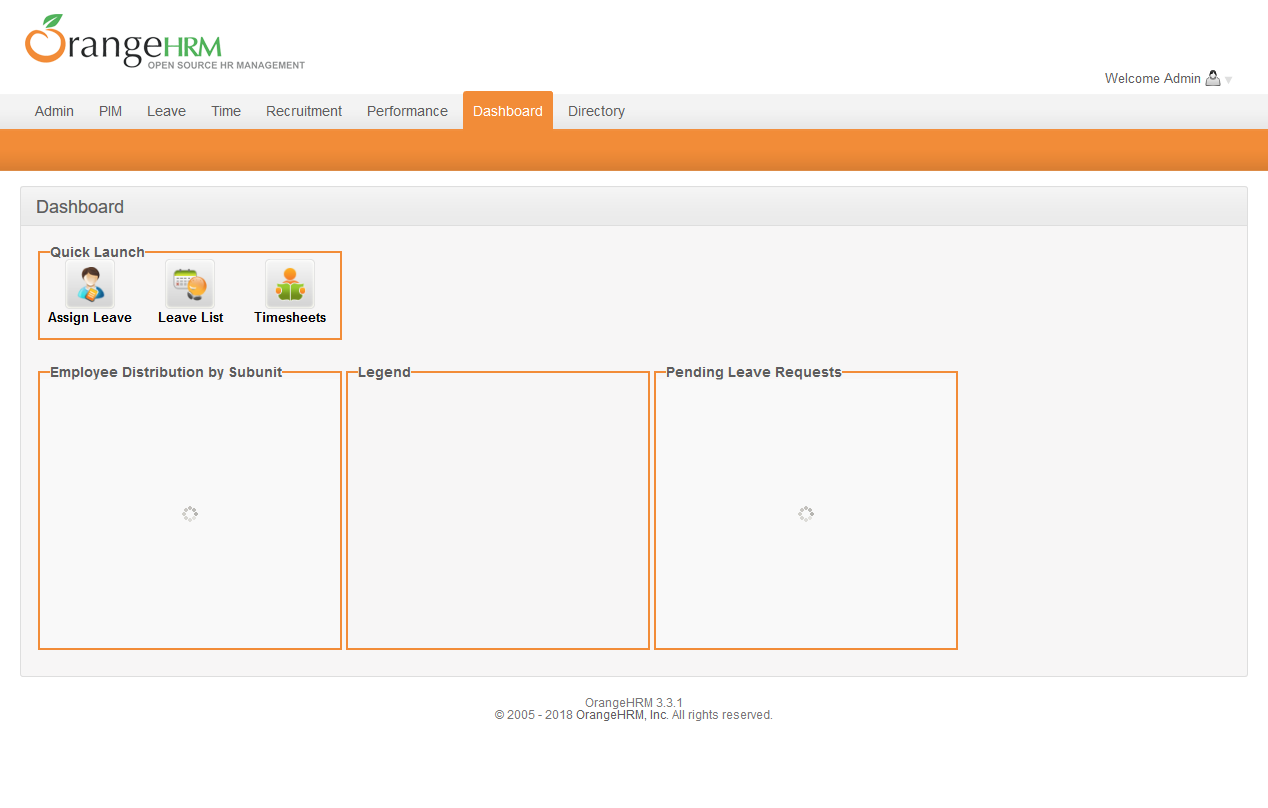 OrangeHRM
OPEN SOURCE HR MANAGEMENT
Welcome Admin
Admin PIM Leave Time Recruitment Performance Dashboard Directory
Dashboard
Quick Launch
Assign Leave Leave List Timesheets
Employee Distribution by Subunit Legend Pending Leave Requests
OrangeHRM 3.3.1
© 2005 - 2018 OrangeHRM, Inc. All rights reserved.